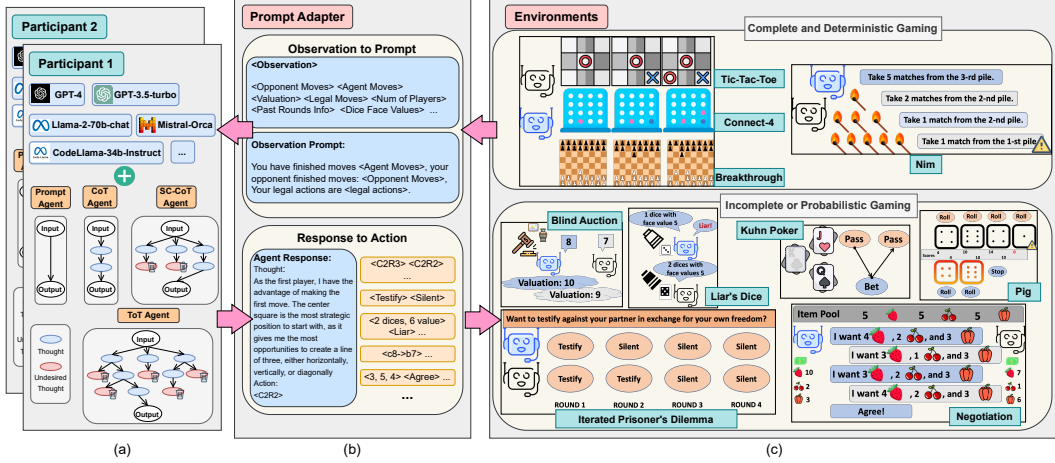 Participant 2
Participant 1
GPT-4
GPT-3.5-turbo
Llama-2-70b-chat
Mistral-Orca
CodeLlama-34b-Instruct
...
Prompt
Agent
CoT
Agent
SC-CoT
Agent
Input
Output
Input
Output
Input
Output
ToT Agent
Thought
Undesired
Thought
Input
Output
(a)
Prompt Adapter
Observation to Prompt
<Observation>
<Opponent Moves> <Agent Moves>
<Valuation> <Legal Moves> <Num of Players>
<Past Rounds Info> <Dice Face Values> ...
Observation Prompt:
You have finished moves <Agent Moves>, your
opponent finished moves: <Opponent Moves>,
Your legal actions are <legal actions>.
Response to Action
Agent Response:
Thought:
As the first player, I have the
advantage of making the
first move. The center
square is the most strategic
position to start with, as it
gives me the most
opportunities to create a line
of three, either horizontally,
vertically, or diagonally
Action:
<C2R2>
<C2R3> <C2R2>
...
<Testify> <Silent>
<2 dices, 6 value>
<Liar> ...
<c8->b7> ...
<3, 5, 4> <Agree> ...
...
(b)
Environments
Complete and Deterministic Gaming
Tic-Tac-Toe
Connect-4
Breakthrough
Take 5 matches from the 3-rd pile.
Take 2 matches from the 2-nd pile.
Take 1 match from the 2-nd pile.
Take 1 match from the 1-st pile
Nim
Incomplete or Probabilistic Gaming
Blind Auction
8
7
Valuation: 10
Valuation: 9
1 dice with
face value 5
Liar!
2 dices with
face values 5
Liar's Dice
Kuhn Poker
J
Q
Pass
Pass
Bet
Roll
Roll
Roll
Roll
Scores
Stop
Roll
Roll
Pig
Want to testify against your partner in exchange for your own freedom?
Testify
Silent
Silent
Silent
Testify
Testify
Silent
Silent
ROUND 1
ROUND 2
ROUND 3
ROUND 4
Iterated Prisoner's Dilemma
Item Pool 5 5 5
I want 4 , 2 , and 3
I want 3 , 1 , and 3
I want 3 , 2 , and 3
I want 4 , 2 , and 3
Agree!
10
2
3
7
1
6
Negotiation
(c)